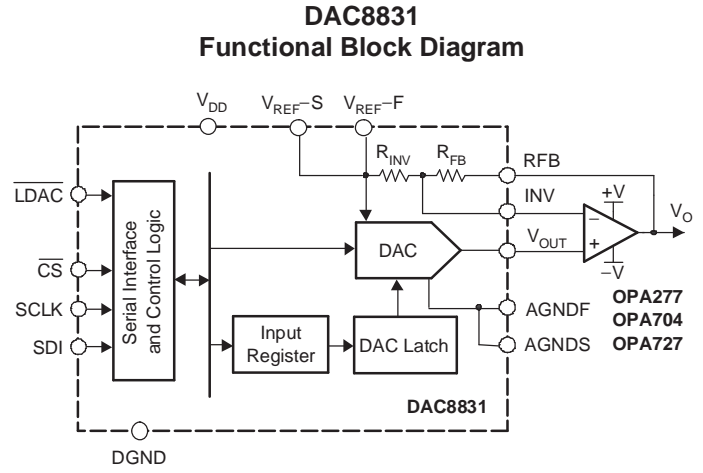 DAC8831
Functional Block Diagram
V_DD
V_REF−S
V_REF−F
R_INV
R_FB
RFB
LDAC
INV
+V
V_O
Serial Interface
and Control Logic
DAC
−
+
V_OUT
−V
CS
SCLK
SDI
AGNDF
AGNDS
OPA277
OPA704
OPA727
Input
Register
DAC Latch
DAC8831
DGND